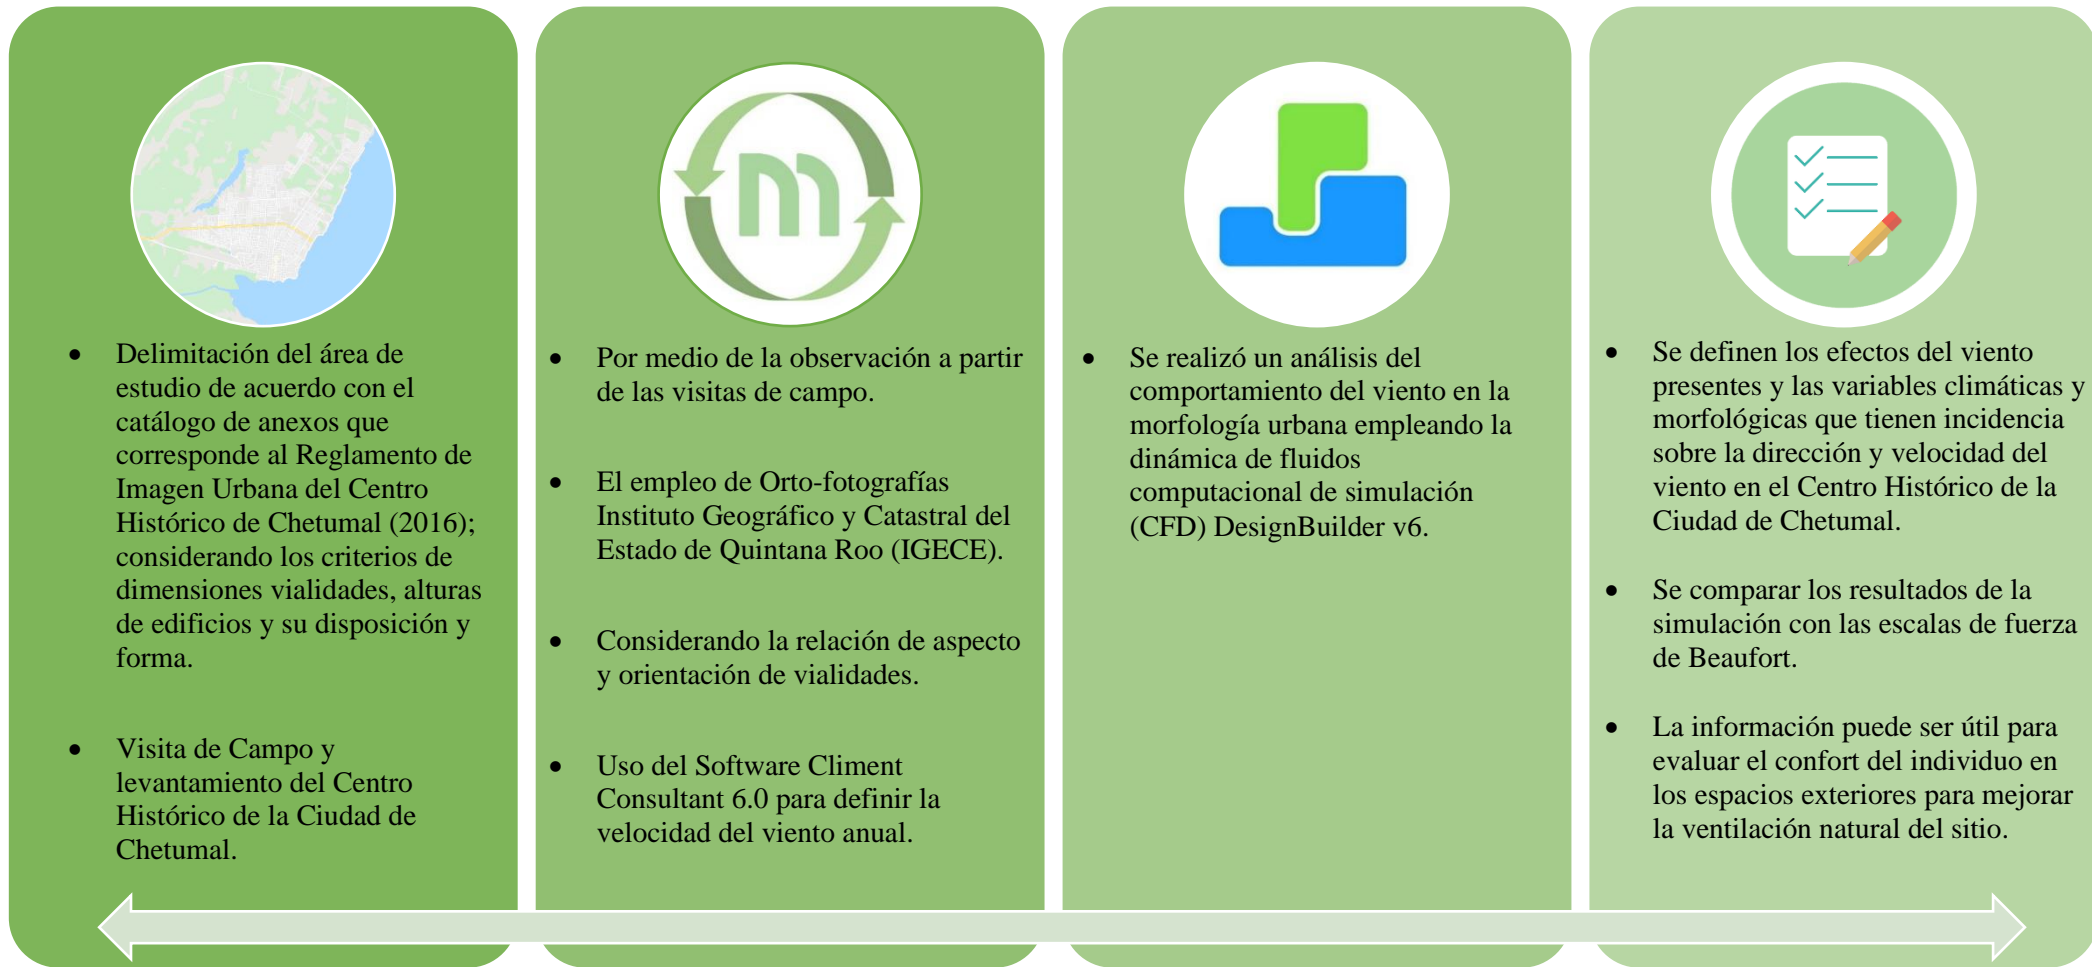 • Delimitación del área de
estudio de acuerdo con el
catálogo de anexos que
corresponde al Reglamento de
Imagen Urbana del Centro
Histórico de Chetumal (2016);
considerando los criterios de
dimensiones vialidades, alturas
de edificios y su disposición y
forma.
• Visita de Campo y
levantamiento del Centro
Histórico de la Ciudad de
Chetumal.
m
• Por medio de la observación a partir
de las visitas de campo.
• El empleo de Orto-fotografías
Instituto Geográfico y Catastral del
Estado de Quintana Roo (IGECE).
• Considerando la relación de aspecto
y orientación de vialidades.
• Uso del Software Climent
Consultant 6.0 para definir la
velocidad del viento anual.
• Se realizó un análisis del
comportamiento del viento en la
morfología urbana empleando la
dinámica de fluidos
computacional de simulación
(CFD) DesignBuilder v6.
• Se definen los efectos del viento
presentes y las variables climáticas y
morfológicas que tienen incidencia
sobre la dirección y velocidad del
viento en el Centro Histórico de la
Ciudad de Chetumal.
• Se comparar los resultados de la
simulación con las escalas de fuerza
de Beaufort.
• La información puede ser útil para
evaluar el confort del individuo en
los espacios exteriores para mejorar
la ventilación natural del sitio.